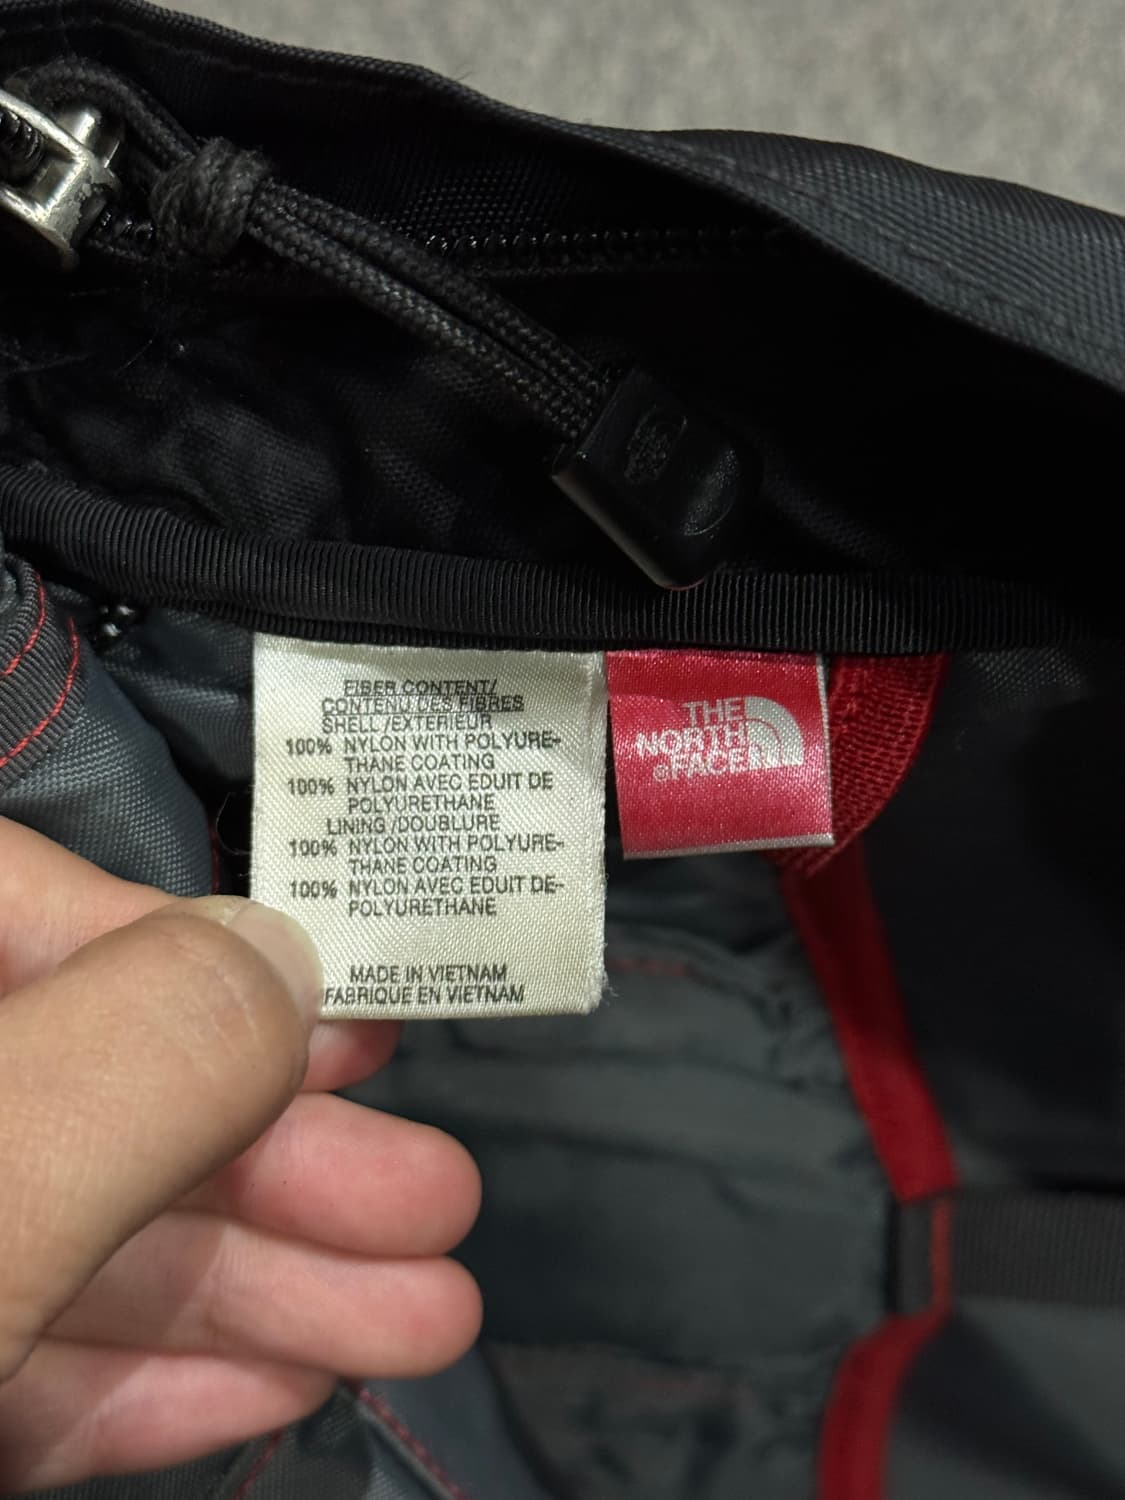 FIBER CONTENT/
CONTENU DES FIBRES
SHELL /EXTERIEUR
100% NYLON WITH POLYURE-
THANE COATING
100% NYLON AVEC EDUIT DE
POLYURETHANE
LINING /DOUBLURE
100% NYLON WITH POLYURE-
THANE COATING
100% NYLON AVEC EDUIT DE-
POLYURETHANE
MADE IN VIETNAM
FABRIQUE EN VIETNAM
THE
NORTH
®FACE